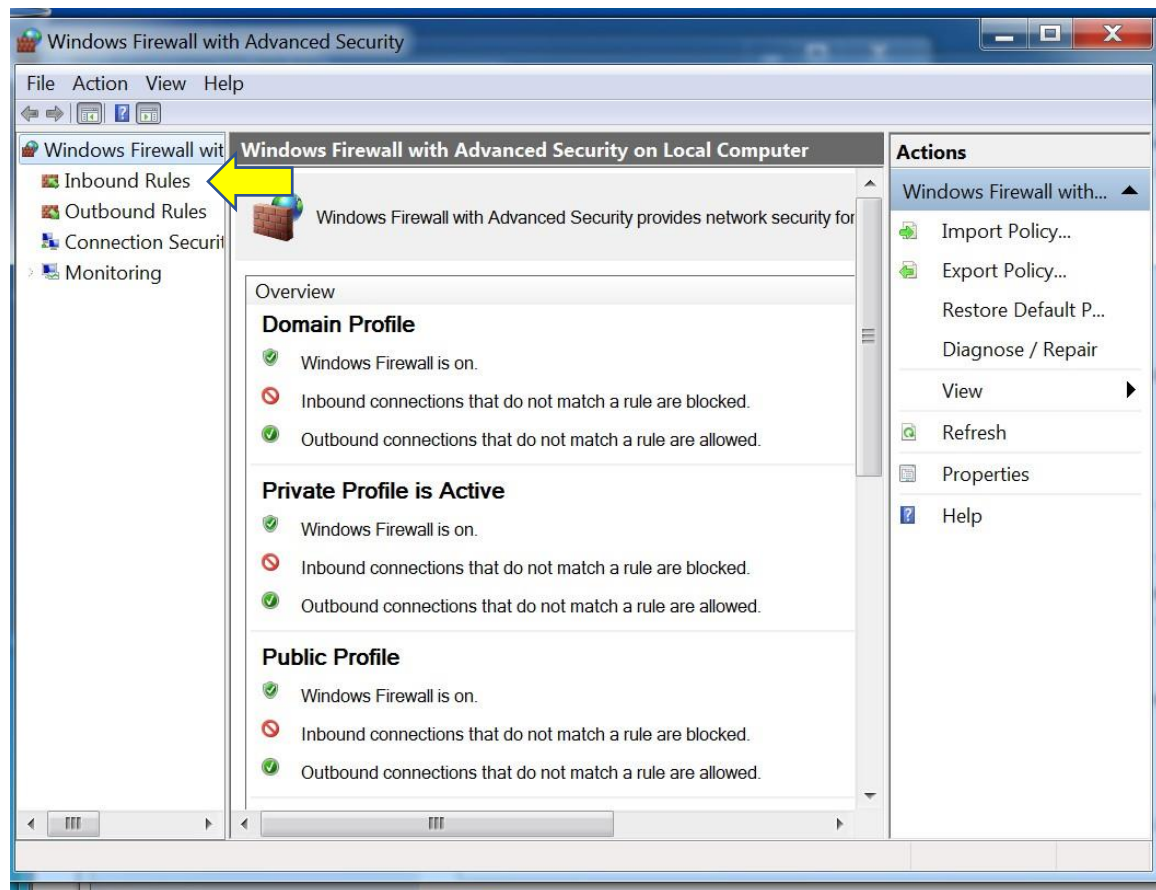 Windows Firewall with Advanced Security
File Action View Help
Windows Firewall wit
Inbound Rules
Outbound Rules
Connection Securit
Monitoring
Windows Firewall with Advanced Security on Local Computer
Windows Firewall with Advanced Security provides network security for
Overview
Domain Profile
Windows Firewall is on.
Inbound connections that do not match a rule are blocked.
Outbound connections that do not match a rule are allowed.
Private Profile is Active
Windows Firewall is on.
Inbound connections that do not match a rule are blocked.
Outbound connections that do not match a rule are allowed.
Public Profile
Windows Firewall is on.
Inbound connections that do not match a rule are blocked.
Outbound connections that do not match a rule are allowed.
Actions
Windows Firewall with...
Import Policy...
Export Policy...
Restore Default P...
Diagnose / Repair
View
Refresh
Properties
Help